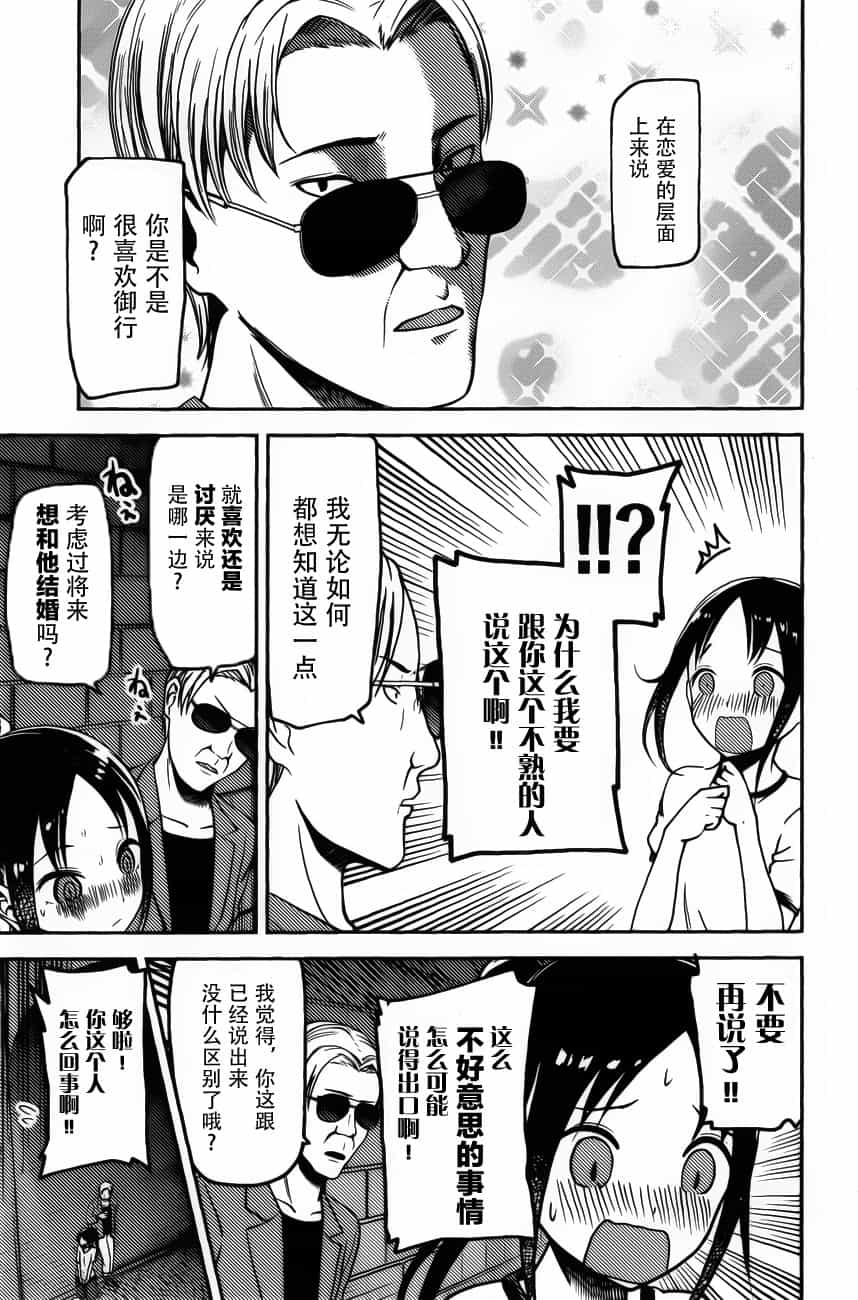 在恋爱的层面
上来说
你是不是
很喜欢御行
啊？
!!?
为什么我要
跟你这个不熟的人
说这个啊!!
我无论如何
都想知道这一点
就喜欢还是
讨厌来说
是哪一边？
ねぇ
考虑过将来
想和他结婚吗？
ねぇ
不要
再说了!!
这么
不好意思的事情
怎么可能
说得出口啊！
我觉得，你这跟
已经说出来
没什么区别了哦？
够啦！
你这个人
怎么回事啊!!